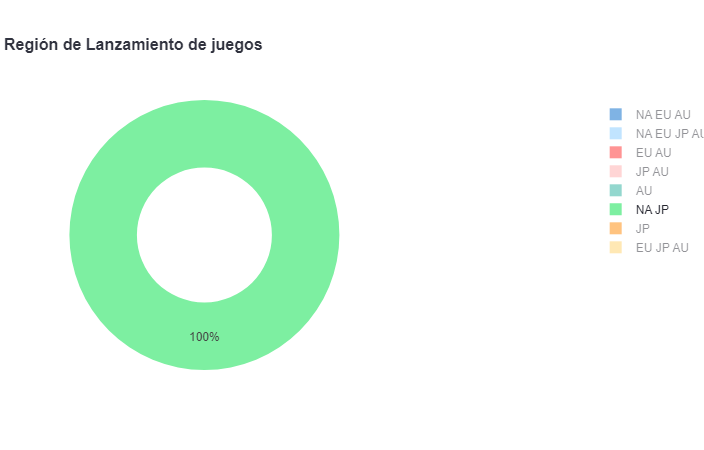 Región de Lanzamiento de juegos
NA EU AU
NA EU JP AU
EU AU
JP AU
AU
NA JP
JP
EU JP AU
100%